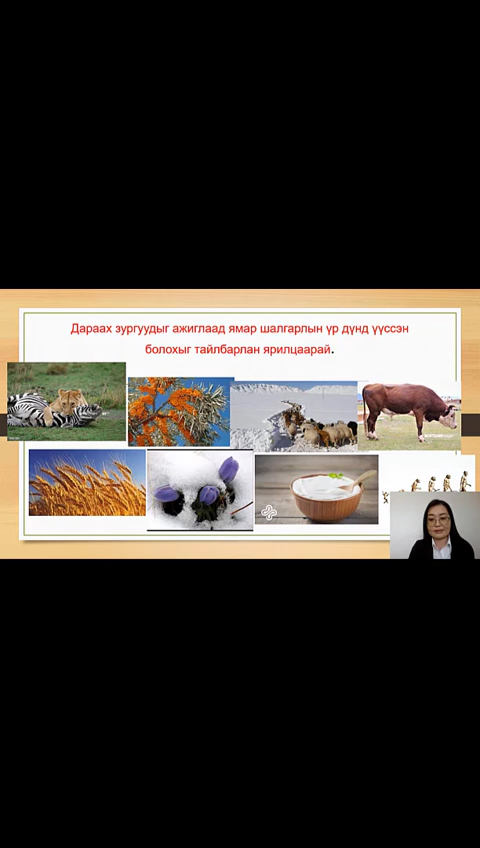 Дараах зургуудыг ажиглаад ямар шалгарлын үр дүнд үүссэн
болохыг тайлбарлан ярилцаарай.